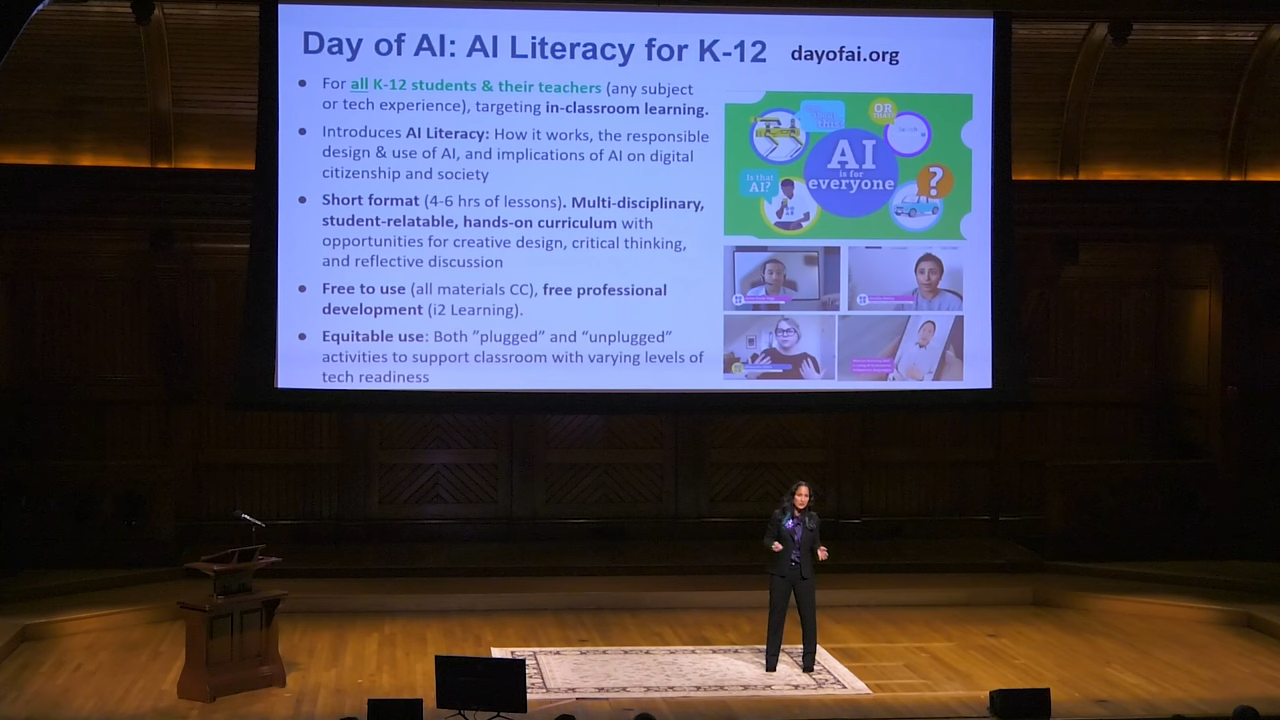 Day of AI: AI Literacy for K-12 dayofai.org
● For all K-12 students & their teachers (any subject
or tech experience), targeting in-classroom learning.
● Introduces AI Literacy: How it works, the responsible
design & use of AI, and implications of AI on digital
citizenship and society
● Short format (4-6 hrs of lessons). Multi-disciplinary,
student-relatable, hands-on curriculum with
opportunities for creative design, critical thinking,
and reflective discussion
● Free to use (all materials CC), free professional
development (i2 Learning).
● Equitable use: Both ”plugged” and “unplugged”
activities to support classroom with varying levels of
tech readiness
OR
THAT?
AI
is for
everyone
Is that
AI?
?